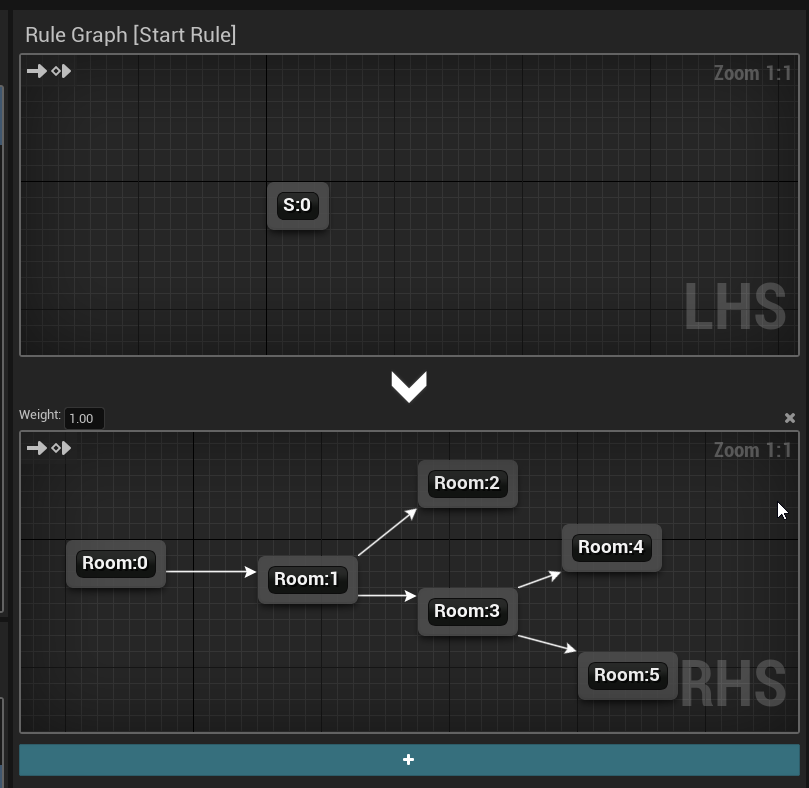 Rule Graph [Start Rule]
Zoom 1:1
S:0
LHS
Weight: 1.00
Zoom 1:1
Room:2
Room:4
Room:0
Room:1
Room:3
Room:5
RHS
+